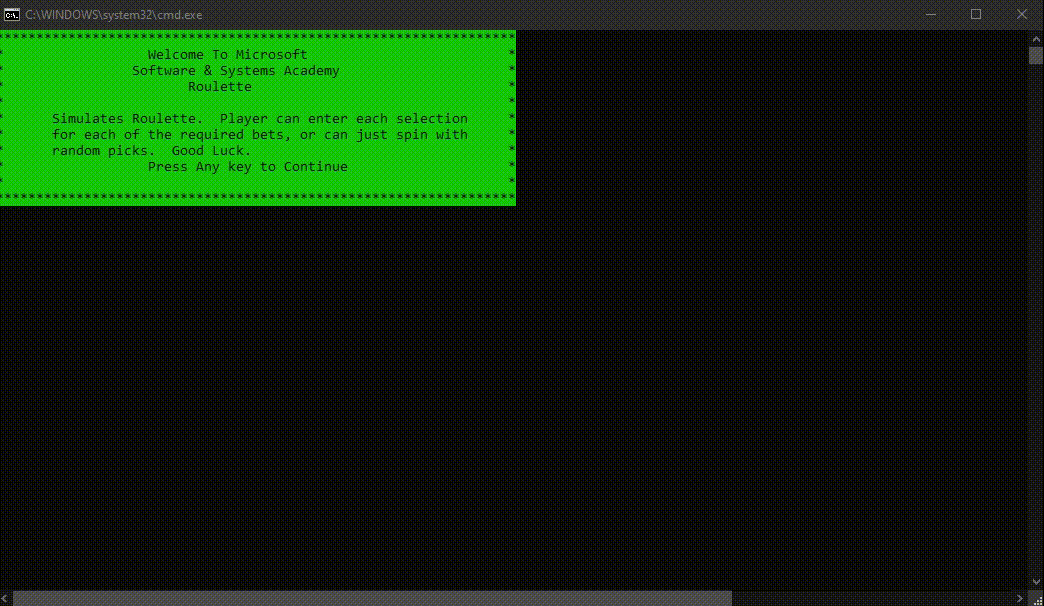 C:\WINDOWS\system32\cmd.exe
*****************************************************************
* Welcome To Microsoft *
* Software & Systems Academy *
* Roulette *
* *
* Simulates Roulette.  Player can enter each selection *
* for each of the required bets, or can just spin with *
* random picks.  Good Luck. *
* Press Any key to Continue *
* *
*****************************************************************